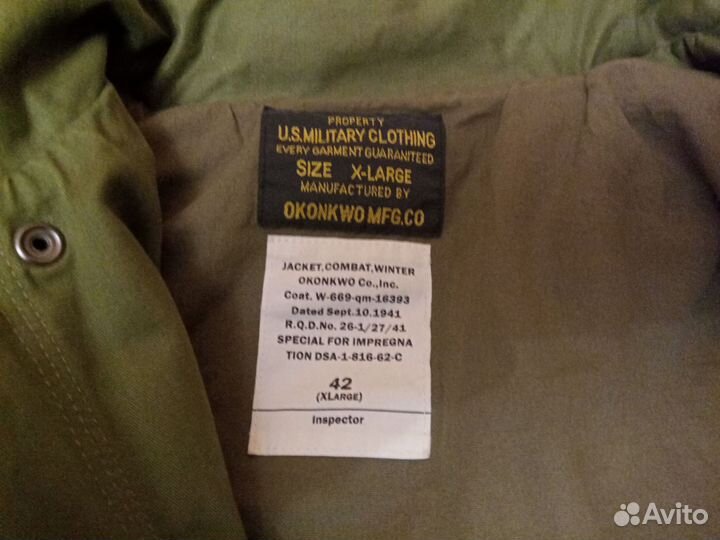 PROPERTY
U.S.MILITARY CLOTHING
EVERY GARMENT GUARANTEED
SIZE X-LARGE
MANUFACTURED BY
OKONKWO MFG.CO
JACKET,COMBAT,WINTER
OKONKWO Co.,Inc.
Coat. W-669-qm-16393
Dated Sept.10.1941
R.Q.D.No. 26-1/27/41
SPECIAL FOR IMPREGNA
TION DSA-1-816-62-C
42
(XLARGE)
Inspector
Avito